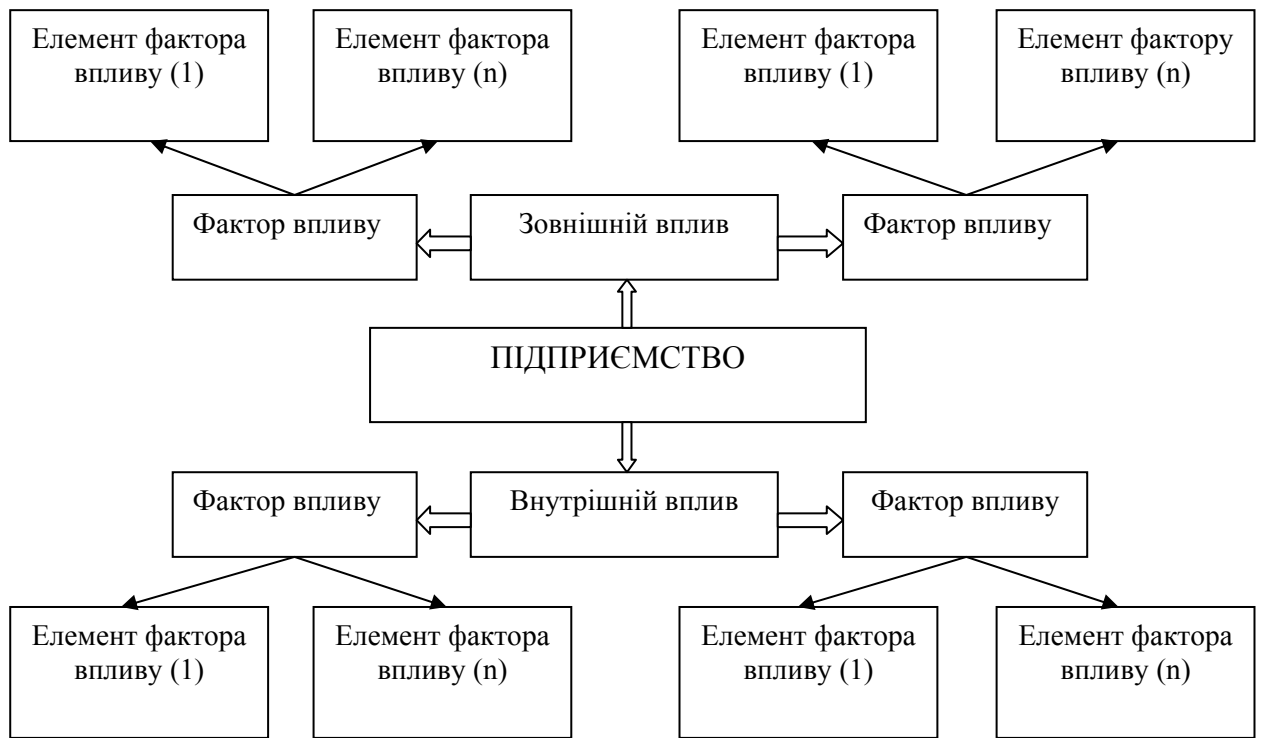 Елемент фактора
впливу (1)
Елемент фактора
впливу (n)
Елемент фактора
впливу (1)
Елемент фактору
впливу (n)
Фактор впливу
Зовнішній вплив
Фактор впливу
ПІДПРИЄМСТВО
Фактор впливу
Внутрішній вплив
Фактор впливу
Елемент фактора
впливу (1)
Елемент фактора
впливу (n)
Елемент фактора
впливу (1)
Елемент фактора
впливу (n)